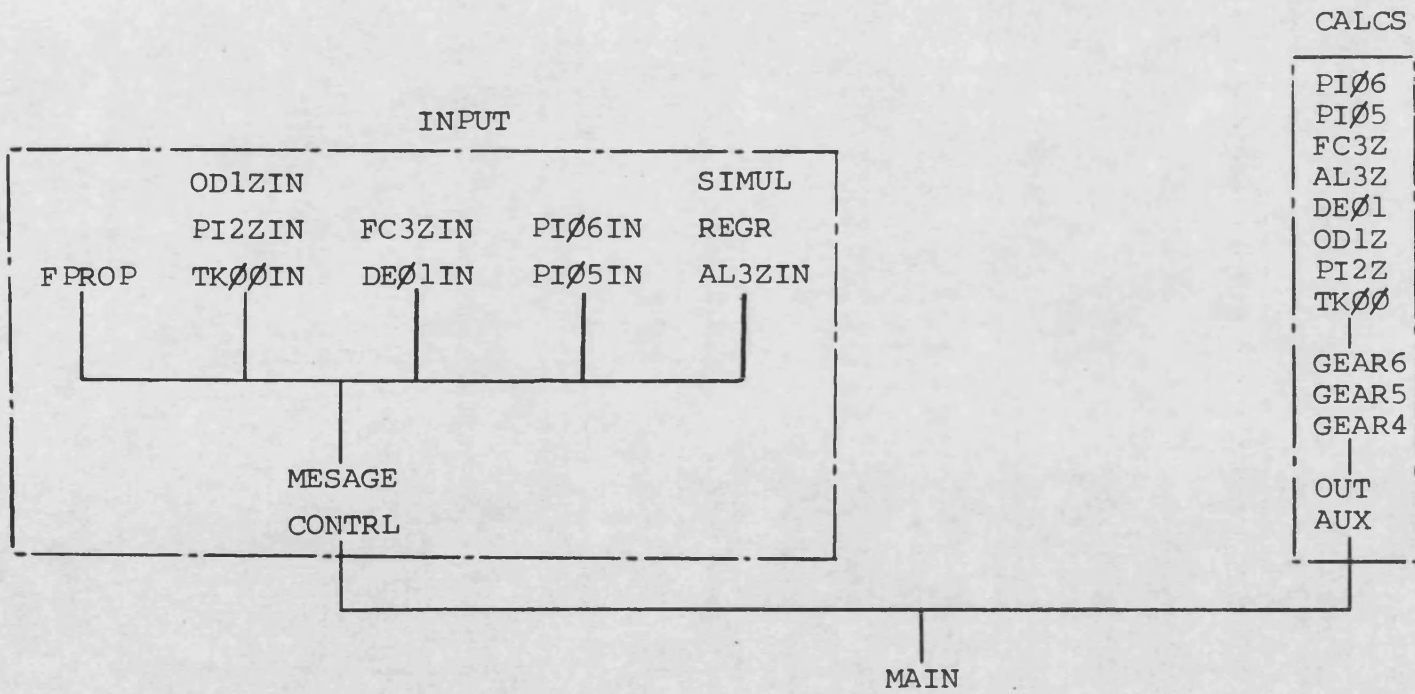 CALCS
PIØ6
PIØ5
FC3Z
AL3Z
DEØ1
OD1Z
PI2Z
TKØØ
GEAR6
GEAR5
GEAR4
OUT
AUX
INPUT
OD1ZIN SIMUL
PI2ZIN FC3ZIN PIØ6IN REGR
FPROP TKØØIN DEØ1IN PIØ5IN AL3ZIN
MESAGE
CONTRL
MAIN